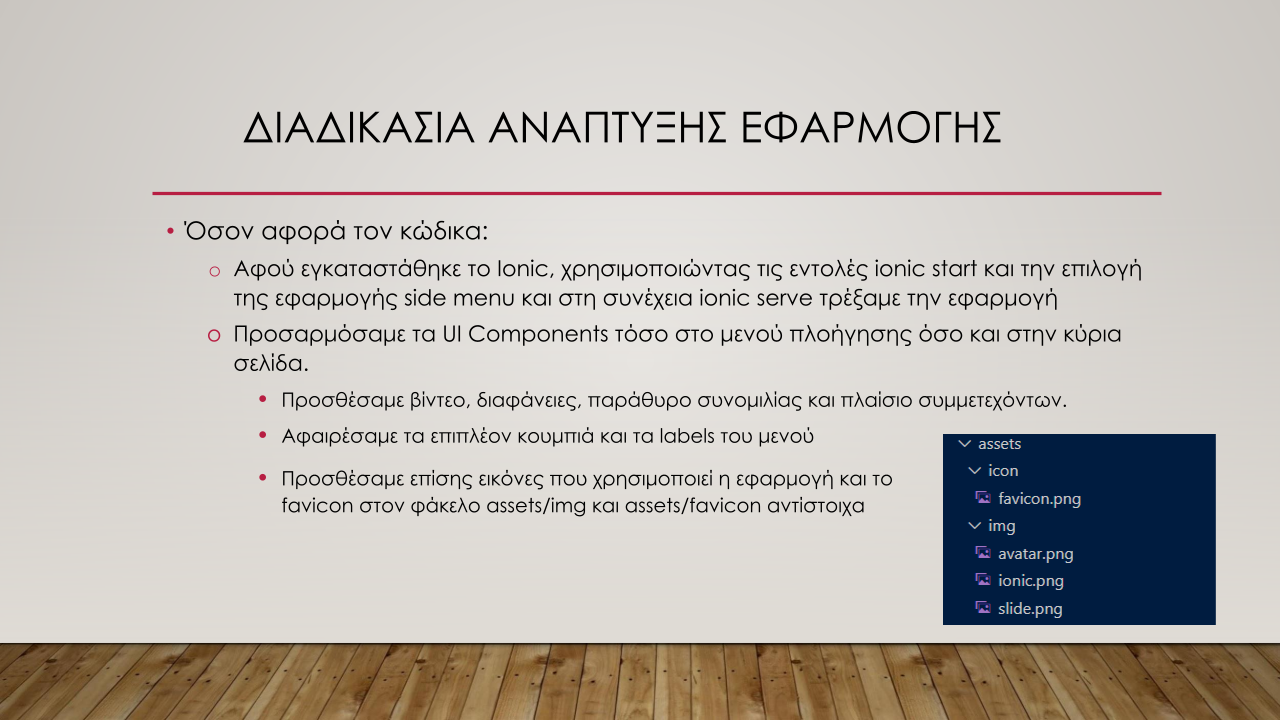 ΔΙΑΔΙΚΑΣΙΑ ΑΝΑΠΤΥΞΗΣ ΕΦΑΡΜΟΓΗΣ
• Όσον αφορά τον κώδικα:
o Αφού εγκαταστάθηκε το Ionic, χρησιμοποιώντας τις εντολές ionic start και την επιλογή
της εφαρμογής side menu και στη συνέχεια ionic serve τρέξαμε την εφαρμογή
o Προσαρμόσαμε τα UI Components τόσο στο μενού πλοήγησης όσο και στην κύρια
σελίδα.
• Προσθέσαμε βίντεο, διαφάνειες, παράθυρο συνομιλίας και πλαίσιο συμμετεχόντων.
• Αφαιρέσαμε τα επιπλέον κουμπιά και τα labels του μενού
• Προσθέσαμε επίσης εικόνες που χρησιμοποιεί η εφαρμογή και το
favicon στον φάκελο assets/img και assets/favicon αντίστοιχα
assets
icon
favicon.png
img
avatar.png
ionic.png
slide.png